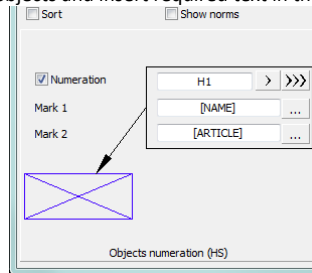 objects and insert required text in th
Sort Show norms
Numeration H1 > >>>
Mark 1 [NAME] ...
Mark 2 [ARTICLE] ...
Objects numeration (HS)